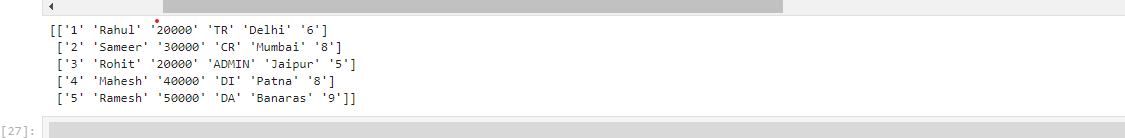 [['1' 'Rahul' '20000' 'TR' 'Delhi' '6']
['2' 'Sameer' '30000' 'CR' 'Mumbai' '8']
['3' 'Rohit' '20000' 'ADMIN' 'Jaipur' '5']
['4' 'Mahesh' '40000' 'DI' 'Patna' '8']
['5' 'Ramesh' '50000' 'DA' 'Banaras' '9']]
[27]: